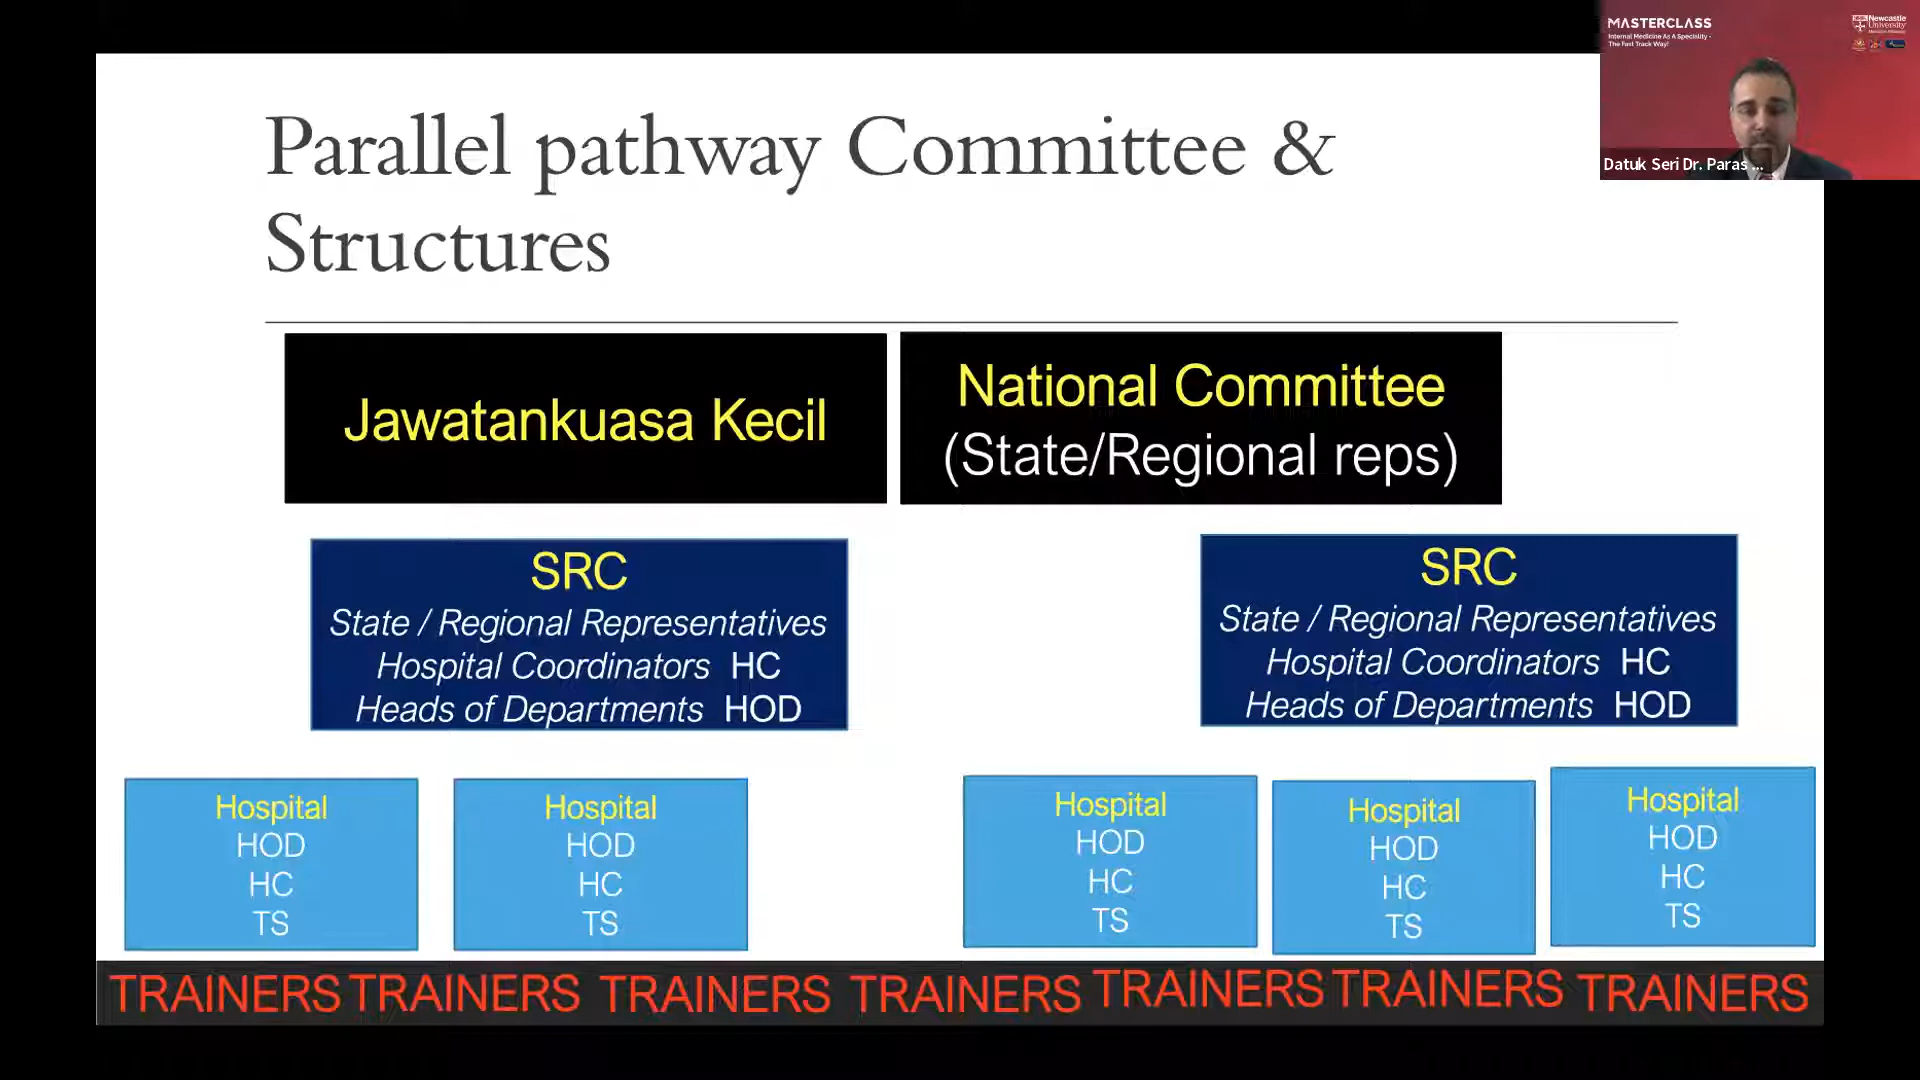 Parallel pathway Committee &
Structures
Jawatankuasa Kecil
National Committee
(State/Regional reps)
SRC
State / Regional Representatives
Hospital Coordinators HC
Heads of Departments HOD
SRC
State / Regional Representatives
Hospital Coordinators HC
Heads of Departments HOD
Hospital
HOD
HC
TS
Hospital
HOD
HC
TS
Hospital
HOD
HC
TS
Hospital
HOD
HC
TS
Hospital
HOD
HC
TS
TRAINERS TRAINERS TRAINERS TRAINERS TRAINERS TRAINERS TRAINERS
MASTERCLASS
Internal Medicine As A Speciality -
The Fast Track Way!
Newcastle
University
Datuk Seri Dr. Paras ...